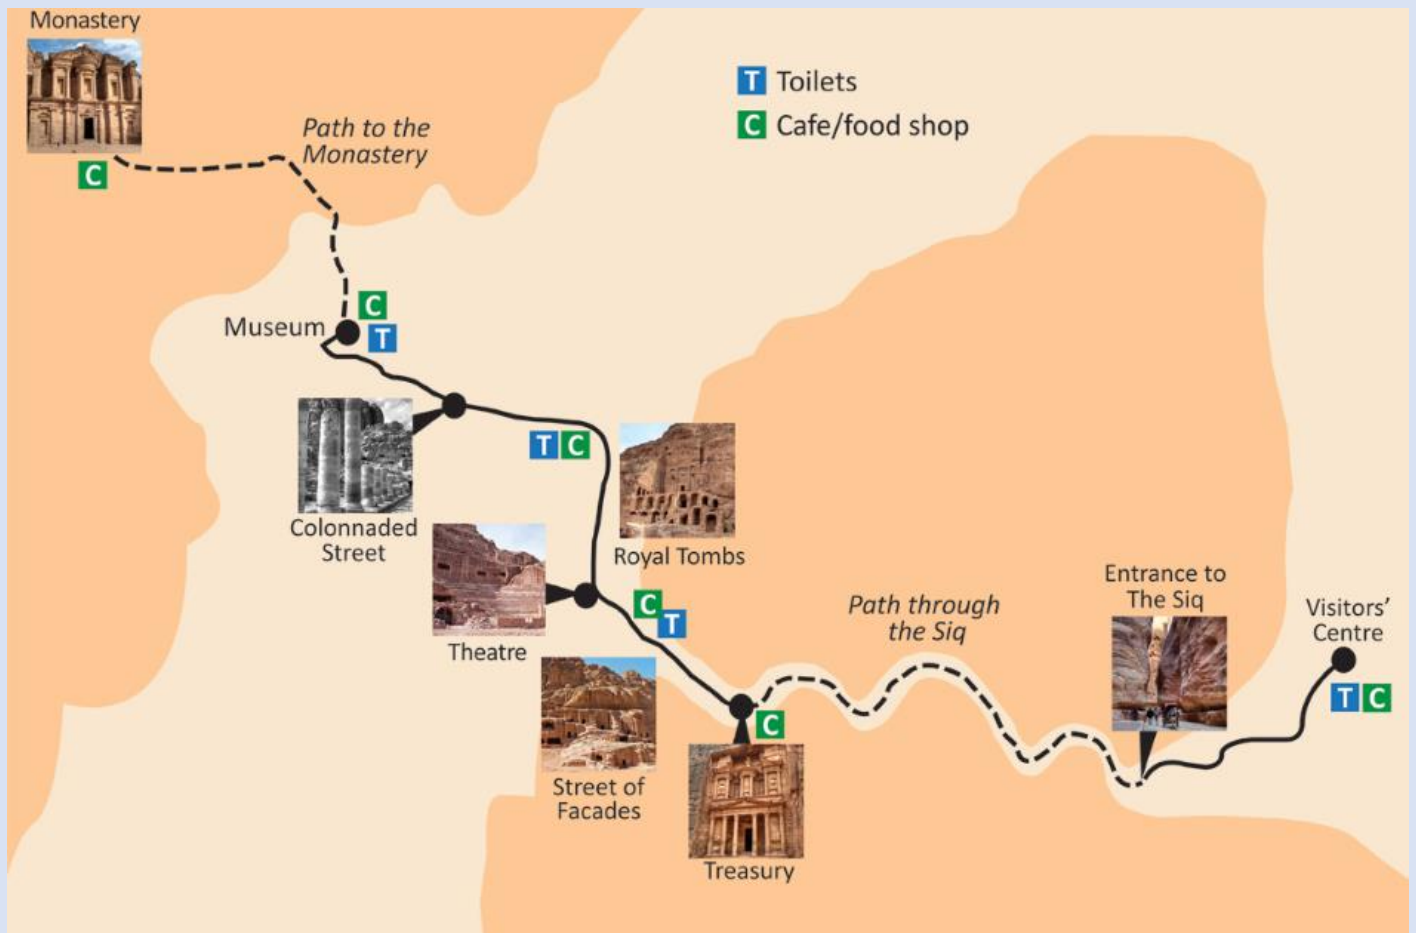 Monastery
Path to the
Monastery
C
T Toilets
C Cafe/food shop
C
Museum
T
Colonnaded
Street
T C
Royal Tombs
Theatre
C
T
Street of
Facades
C
Treasury
Path through
the Siq
Entrance to
The Siq
Visitors’
Centre
T C